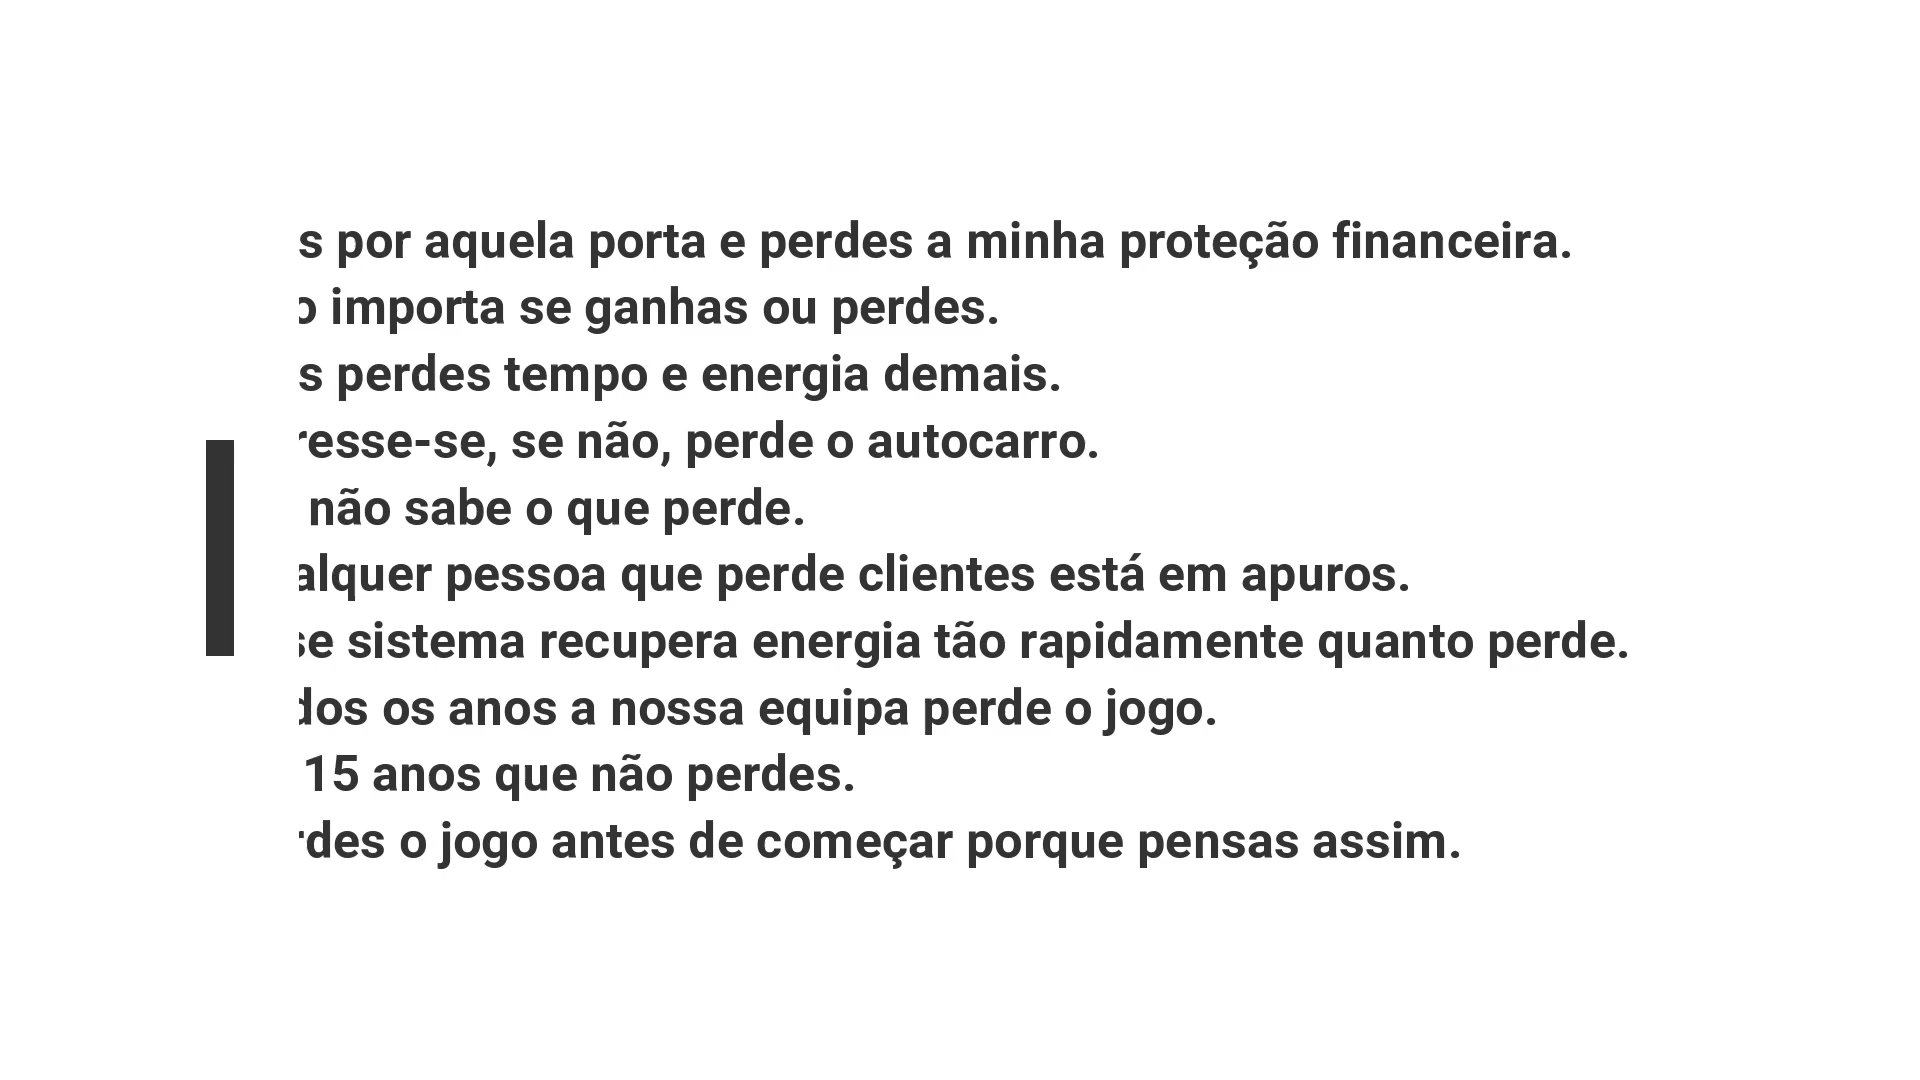 s por aquela porta e perdes a minha proteção financeira.
o importa se ganhas ou perdes.
s perdes tempo e energia demais.
resse-se, se não, perde o autocarro.
não sabe o que perde.
alquer pessoa que perde clientes está em apuros.
se sistema recupera energia tão rapidamente quanto perde.
dos os anos a nossa equipa perde o jogo.
15 anos que não perdes.
rdes o jogo antes de começar porque pensas assim.